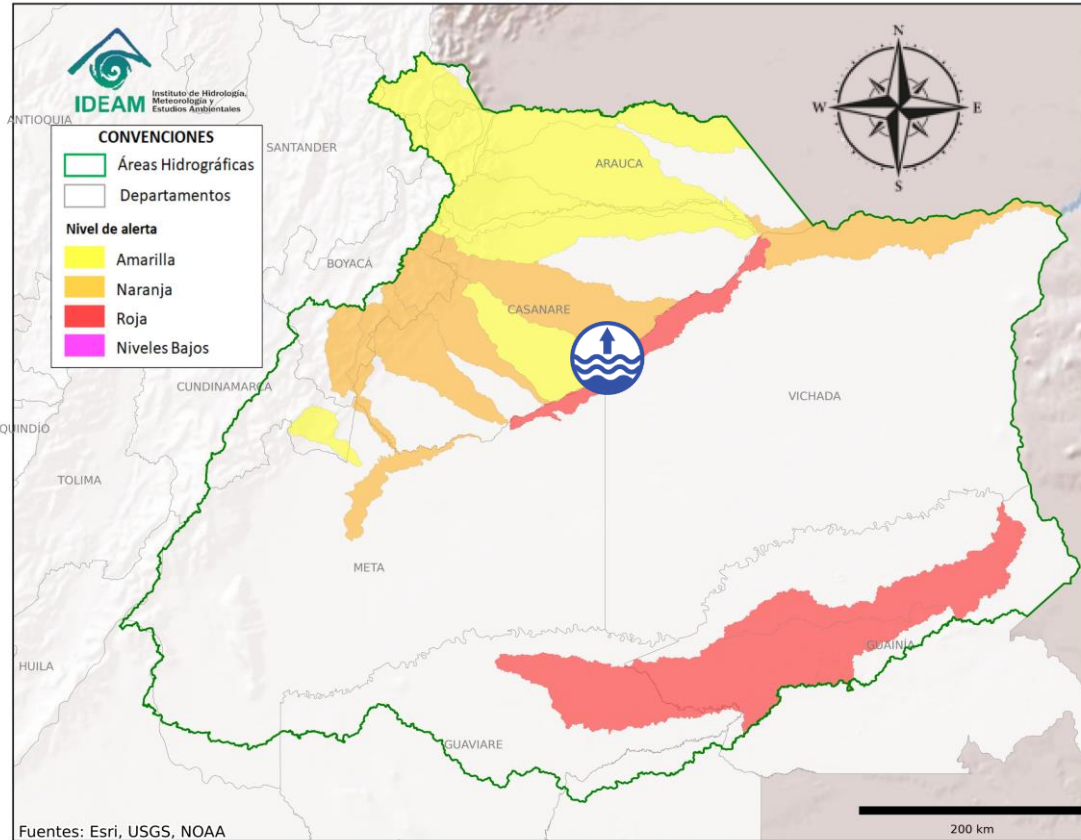 IDEAM
Instituto de Hidrología,
Meteorología y
Estudios Ambientales
CONVENCIONES
Áreas Hidrográficas
Departamentos
Nivel de alerta
Amarilla
Naranja
Roja
Niveles Bajos
N
W
E
S
ANTIOQUIA
SANTANDER
ARAUCA
BOYACÁ
CASANARE
CUNDINAMARCA
VICHADA
QUINDÍO
TOLIMA
META
HUILA
GUAINÍA
GUAVIARE
Fuentes: Esri, USGS, NOAA
200 km